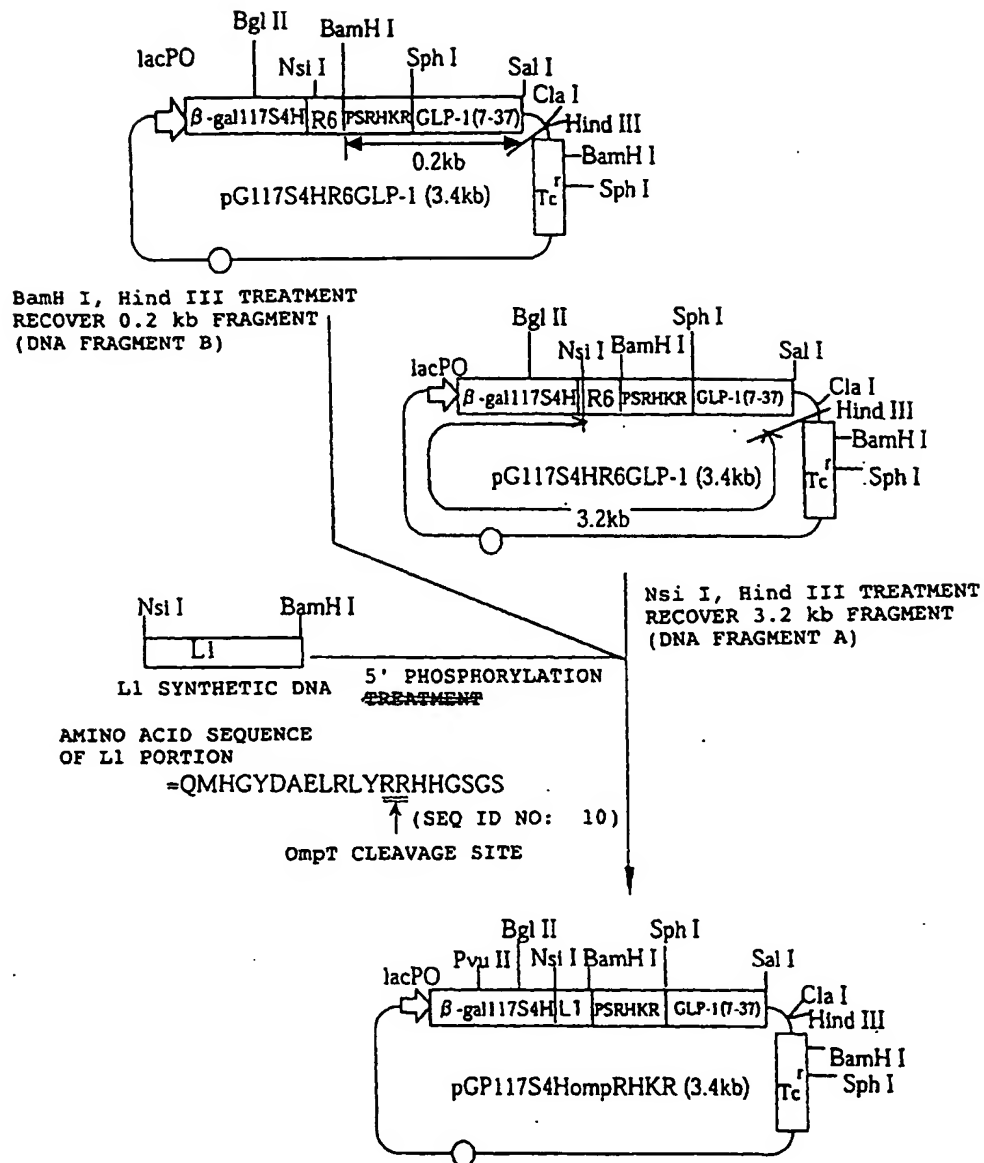 Bgl II
BamH I
lacPO
Nsi I
Sph I
Sal I
Cla I
Hind III
β-gal117S4H R6 PSRHKR GLP-1(7-37)
0.2kb
BamH I
Tc r
Sph I
pG117S4HR6GLP-1 (3.4kb)
BamH I, Hind III TREATMENT
RECOVER 0.2 kb FRAGMENT
(DNA FRAGMENT B)
Bgl II
Sph I
Nsi I
BamH I
Sal I
lacPO
Cla I
β-gal117S4H R6 PSRHKR GLP-1(7-37)
Hind III
BamH I
Tc r
Sph I
pG117S4HR6GLP-1 (3.4kb)
3.2kb
Nsi I
BamH I
L1
Nsi I, Hind III TREATMENT
RECOVER 3.2 kb FRAGMENT
(DNA FRAGMENT A)
L1 SYNTHETIC DNA
5' PHOSPHORYLATION
TREATMENT
AMINO ACID SEQUENCE
OF L1 PORTION
=QMHGYDAELRLYRRHHGSGS
(SEQ ID NO: 10)
OmpT CLEAVAGE SITE
Bgl II
Sph I
Pvu II
Nsi I
BamH I
Sal I
lacPO
Cla I
β-gal117S4H L1 PSRHKR GLP-1(7-37)
Hind III
BamH I
Tc r
Sph I
pGP117S4HompRHKR (3.4kb)